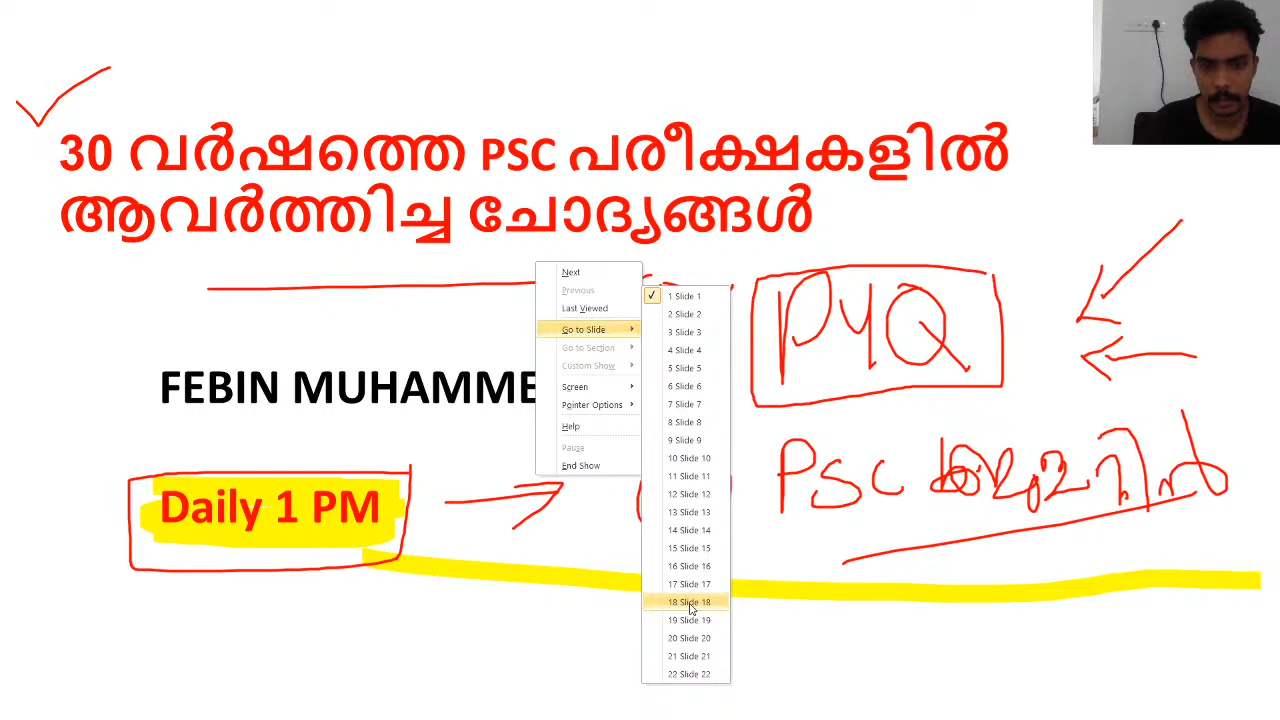 30 വർഷത്തെ PSC പരീക്ഷകളിൽ
ആവർത്തിച്ച ചോദ്യങ്ങൾ
PYQ
FEBIN MUHAMME
Daily 1 PM
PSC
Next
Previous
Last Viewed
Go to Slide
Go to Section
Custom Show
Screen
Pointer Options
Help
Pause
End Show
1 Slide 1
2 Slide 2
3 Slide 3
4 Slide 4
5 Slide 5
6 Slide 6
7 Slide 7
8 Slide 8
9 Slide 9
10 Slide 10
11 Slide 11
12 Slide 12
13 Slide 13
14 Slide 14
15 Slide 15
16 Slide 16
17 Slide 17
18 Slide 18
19 Slide 19
20 Slide 20
21 Slide 21
22 Slide 22